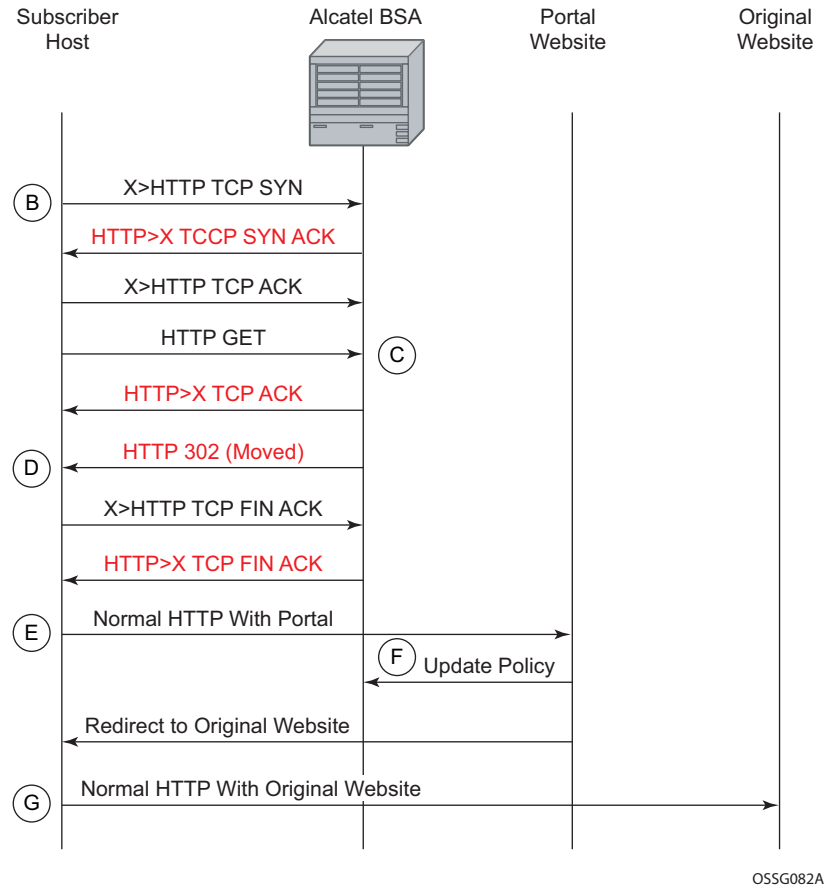 Subscriber
Host
Alcatel BSA
Portal
Website
Original
Website
B
X>HTTP TCP SYN
HTTP>X TCCP SYN ACK
X>HTTP TCP ACK
HTTP GET
C
HTTP>X TCP ACK
D
HTTP 302 (Moved)
X>HTTP TCP FIN ACK
HTTP>X TCP FIN ACK
E
Normal HTTP With Portal
F
Update Policy
Redirect to Original Website
G
Normal HTTP With Original Website
OSSG082A